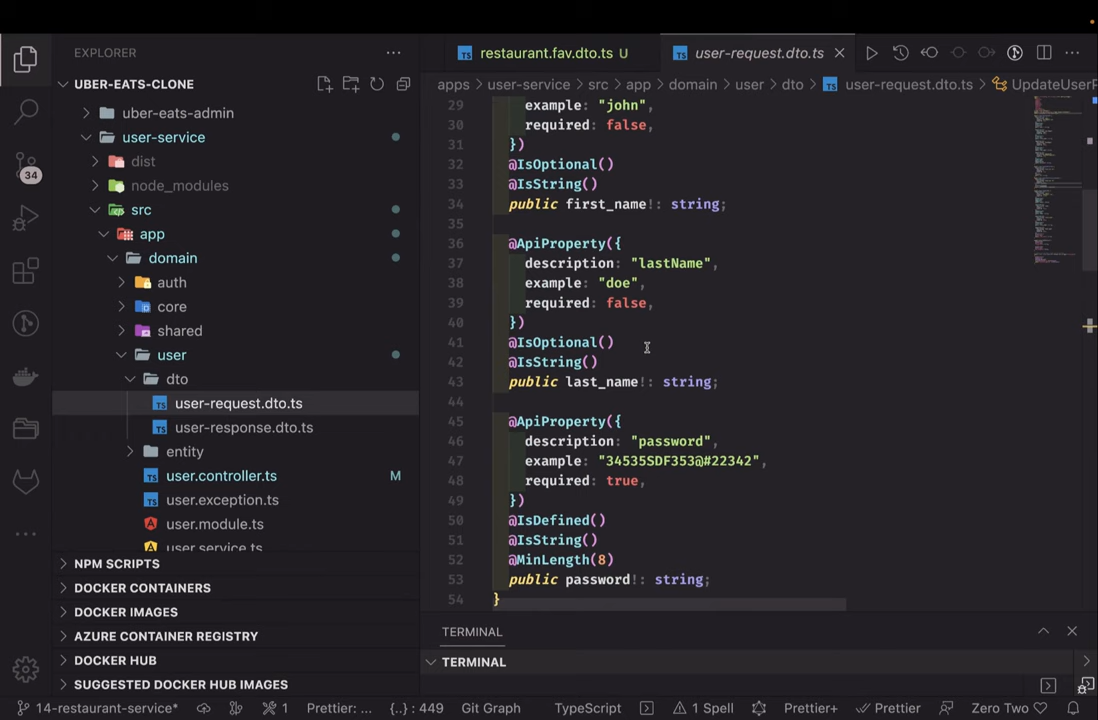 EXPLORER
UBER-EATS-CLONE
uber-eats-admin
user-service
dist
node_modules
src
app
domain
auth
core
shared
user
dto
user-request.dto.ts
user-response.dto.ts
entity
user.controller.ts M
user.exception.ts
user.module.ts
user.service.ts
NPM SCRIPTS
DOCKER CONTAINERS
DOCKER IMAGES
AZURE CONTAINER REGISTRY
DOCKER HUB
SUGGESTED DOCKER HUB IMAGES
34
restaurant.fav.dto.ts U
user-request.dto.ts
apps > user-service > src > app > domain > user > dto > user-request.dto.ts > UpdateUserR
29 example: "john",
30 required: false,
31 })
32 @IsOptional()
33 @IsString()
34 public first_name!: string;
35
36 @ApiProperty({
37 description: "lastName",
38 example: "doe",
39 required: false,
40 })
41 @IsOptional()
42 @IsString()
43 public last_name!: string;
44
45 @ApiProperty({
46 description: "password",
47 example: "34535SDF353@#22342",
48 required: true,
49 })
50 @IsDefined()
51 @IsString()
52 @MinLength(8)
53 public password!: string;
54 }
TERMINAL
TERMINAL
14-restaurant-service* 1 Prettier: ... {..} : 449 Git Graph TypeScript 1 Spell Prettier+ Prettier Zero Two